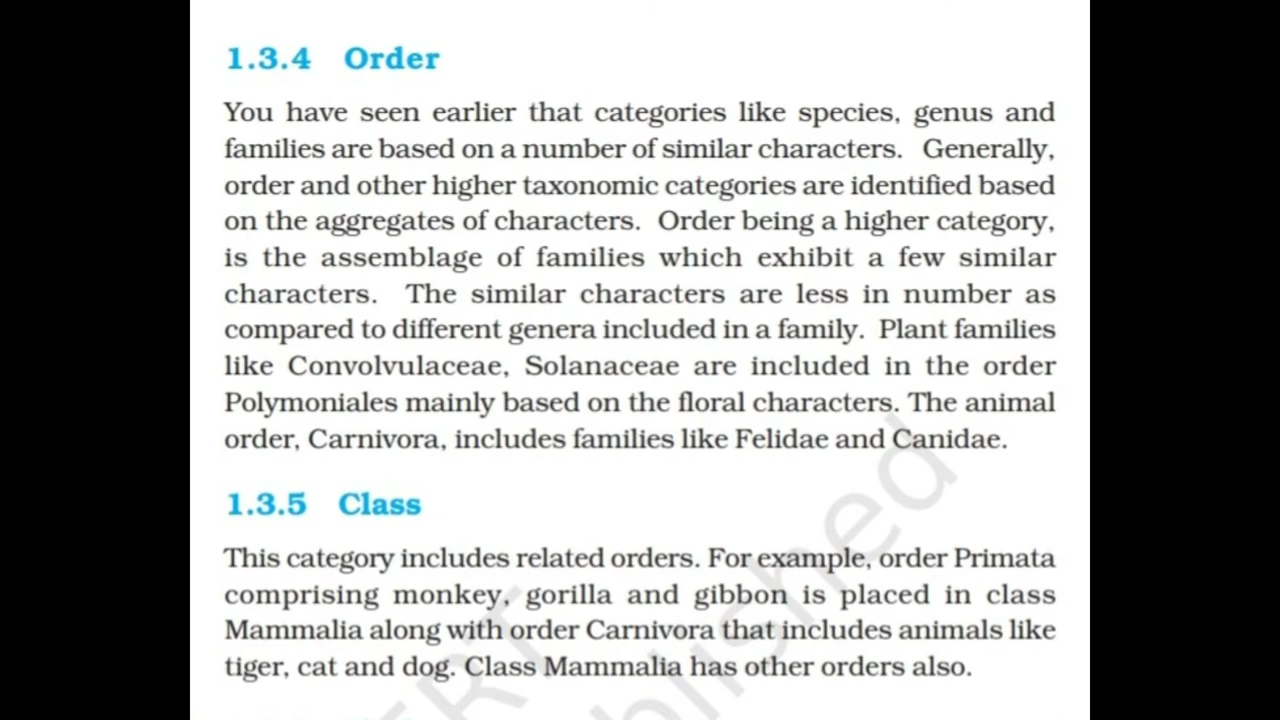 1.3.4 Order
You have seen earlier that categories like species, genus and
families are based on a number of similar characters. Generally,
order and other higher taxonomic categories are identified based
on the aggregates of characters. Order being a higher category,
is the assemblage of families which exhibit a few similar
characters. The similar characters are less in number as
compared to different genera included in a family. Plant families
like Convolvulaceae, Solanaceae are included in the order
Polymoniales mainly based on the floral characters. The animal
order, Carnivora, includes families like Felidae and Canidae.
1.3.5 Class
This category includes related orders. For example, order Primata
comprising monkey, gorilla and gibbon is placed in class
Mammalia along with order Carnivora that includes animals like
tiger, cat and dog. Class Mammalia has other orders also.